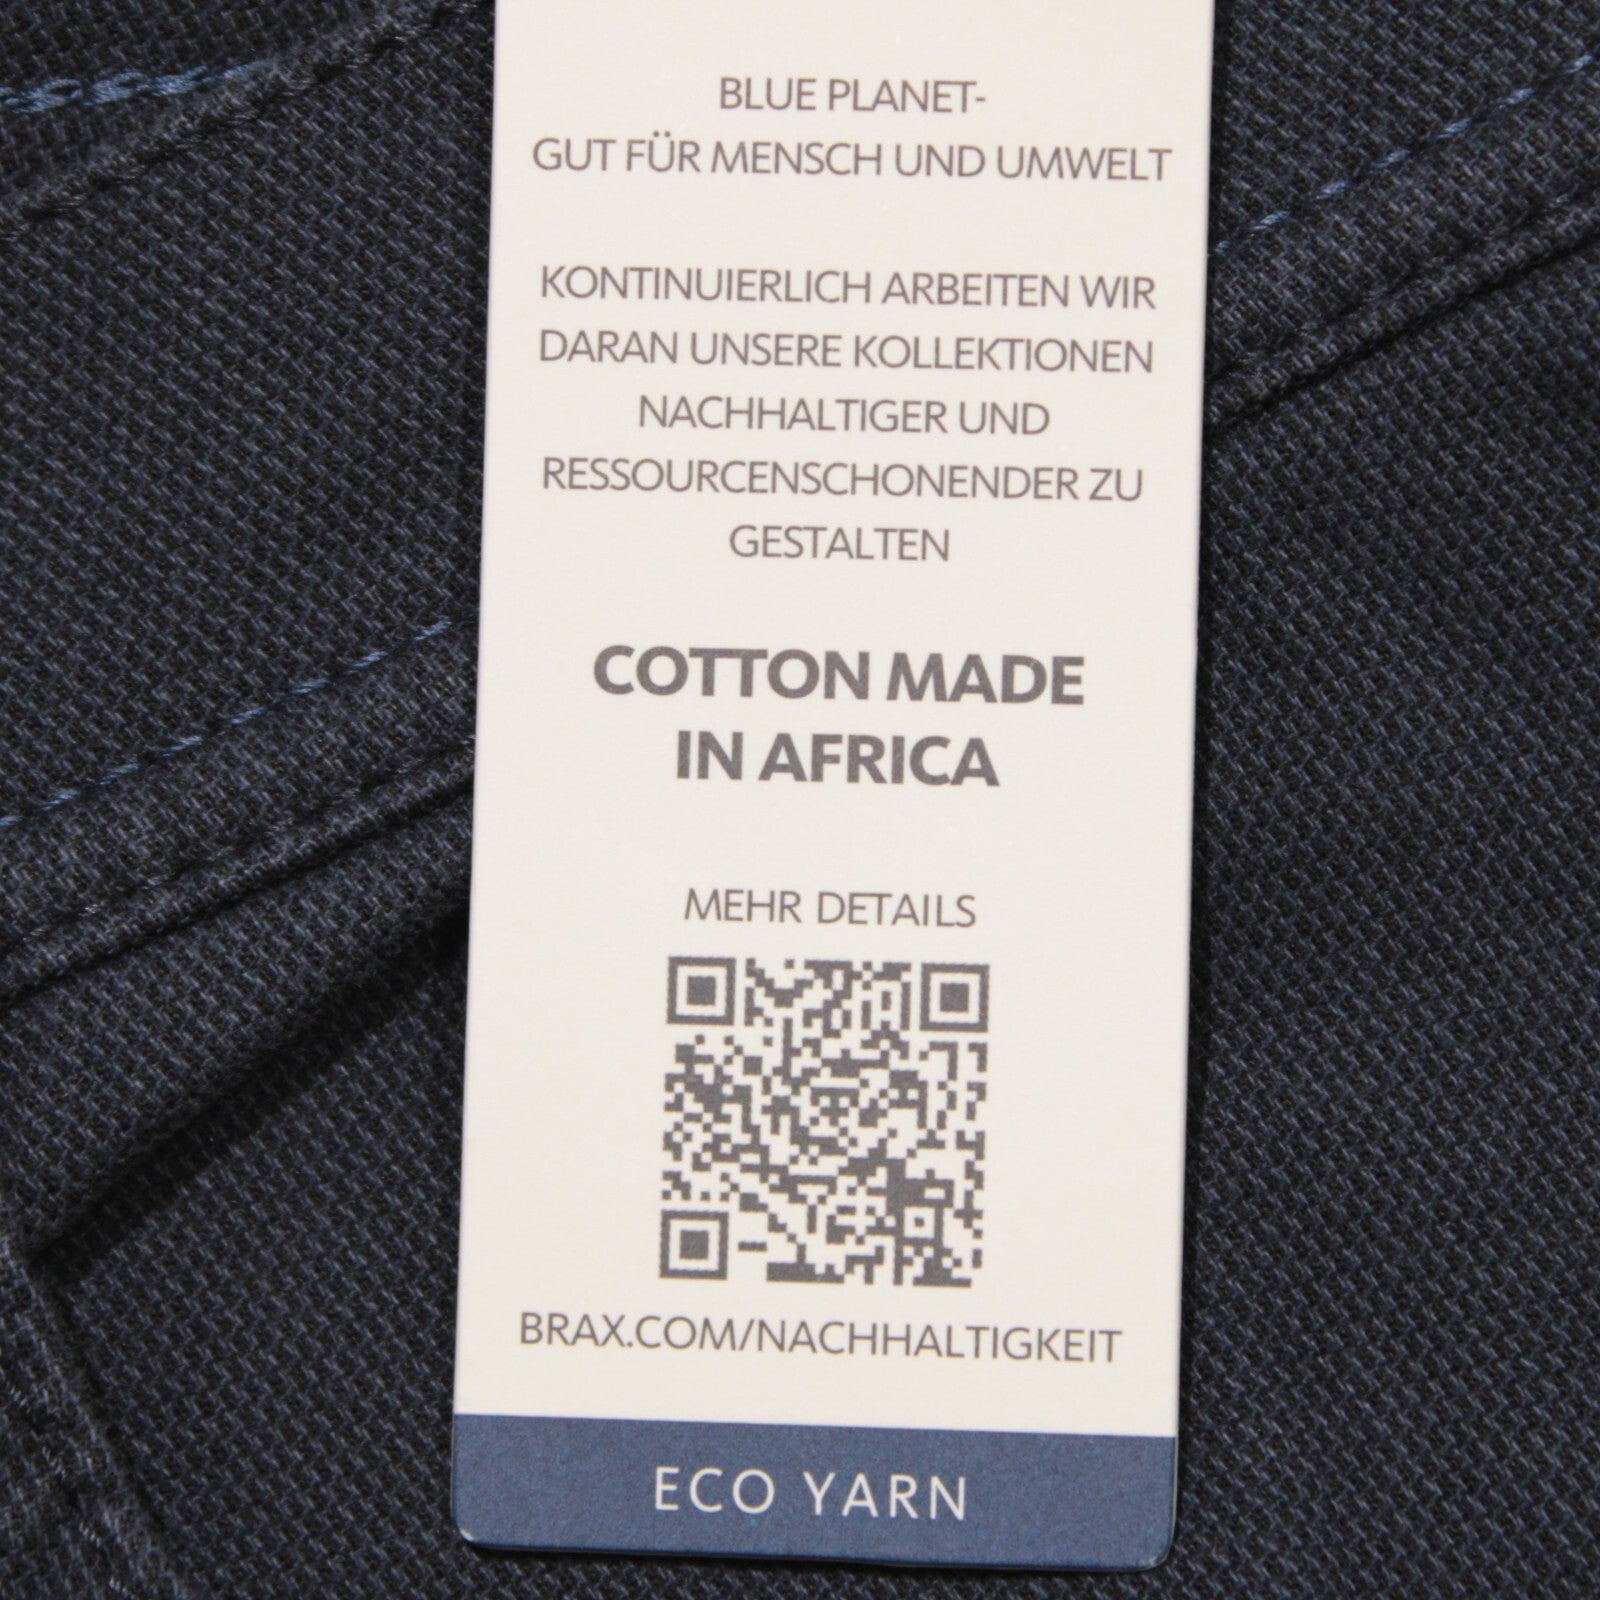 BLUE PLANET-
GUT FÜR MENSCH UND UMWELT
KONTINUIERLICH ARBEITEN WIR
DARAN UNSERE KOLLEKTIONEN
NACHHALTIGER UND
RESSOURCENSCHONENDER ZU
GESTALTEN
COTTON MADE
IN AFRICA
MEHR DETAILS
BRAX.COM/NACHHALTIGKEIT
ECO YARN